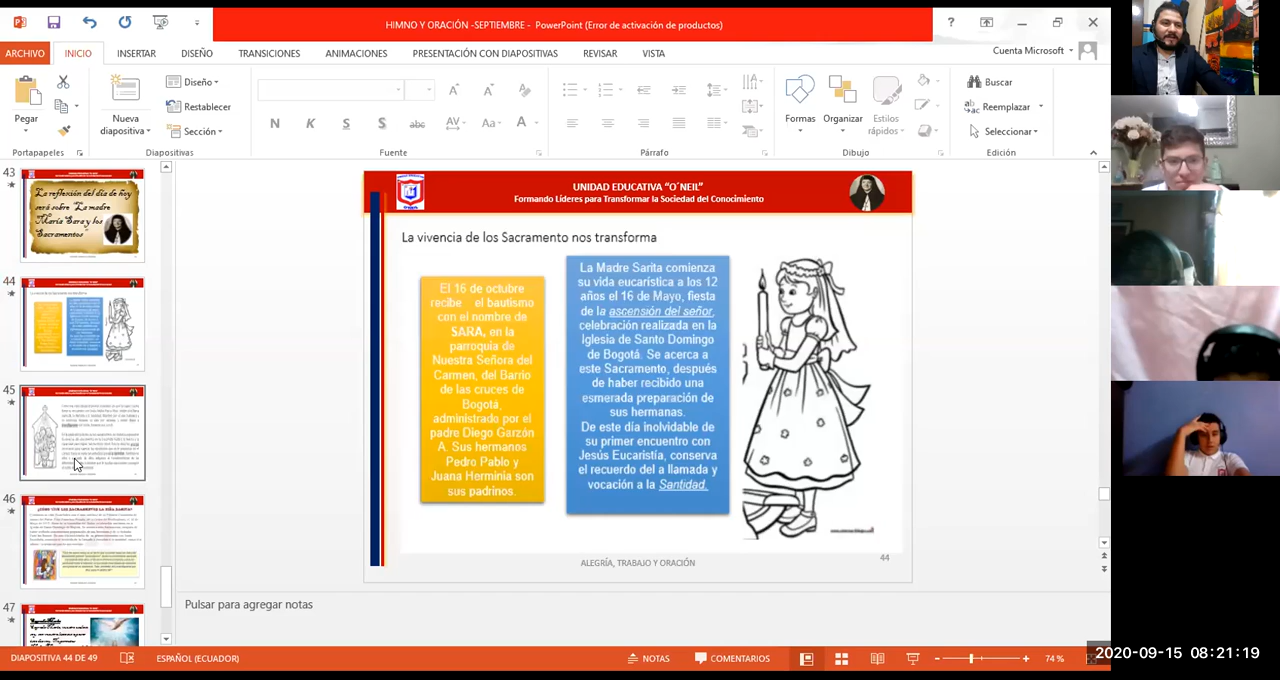 HIMNO Y ORACIÓN -SEPTIEMBRE - PowerPoint (Error de activación de productos)
ARCHIVO INICIO INSERTAR DISEÑO TRANSICIONES ANIMACIONES PRESENTACIÓN CON DIAPOSITIVAS REVISAR VISTA
Cuenta Microsoft
Pegar
Nueva
diapositiva
Diseño
Restablecer
Sección
N K S S abc AV Aa A
Formas
Organizar
Estilos
rápidos
Buscar
Reemplazar
Seleccionar
Portapapeles Diapositivas Fuente Párrafo Dibujo Edición
43
La reflexión del día de hoy
será sobre "La madre
María Sara y los
Sacramentos"
44
45
46
¿CÓMO VIVE LOS SACRAMENTOS LA NIÑA SARITA?
47
UNIDAD EDUCATIVA "O´NEIL"
Formando Líderes para Transformar la Sociedad del Conocimiento
La vivencia de los Sacramento nos transforma
El 16 de octubre
recibe el bautismo
con el nombre de
SARA, en la
parroquia de
Nuestra Señora del
Carmen, del Barrio
de las cruces de
Bogotá,
administrado por el
padre Diego Garzón
A. Sus hermanos
Pedro Pablo y
Juana Herminia son
sus padrinos.
La Madre Sarita comienza
su vida eucarística a los 12
años el 16 de Mayo, fiesta
de la ascensión del señor,
celebración realizada en la
Iglesia de Santo Domingo
de Bogotá. Se acerca a
este Sacramento, después
de haber recibido una
esmerada preparación de
sus hermanas.
De este día inolvidable de
su primer encuentro con
Jesús Eucaristía, conserva
el recuerdo del a llamada y
vocación a la Santidad.
ALEGRÍA, TRABAJO Y ORACIÓN
44
Pulsar para agregar notas
DIAPOSITIVA 44 DE 49 ESPAÑOL (ECUADOR) NOTAS COMENTARIOS 74 %
2020-09-15 08:21:19